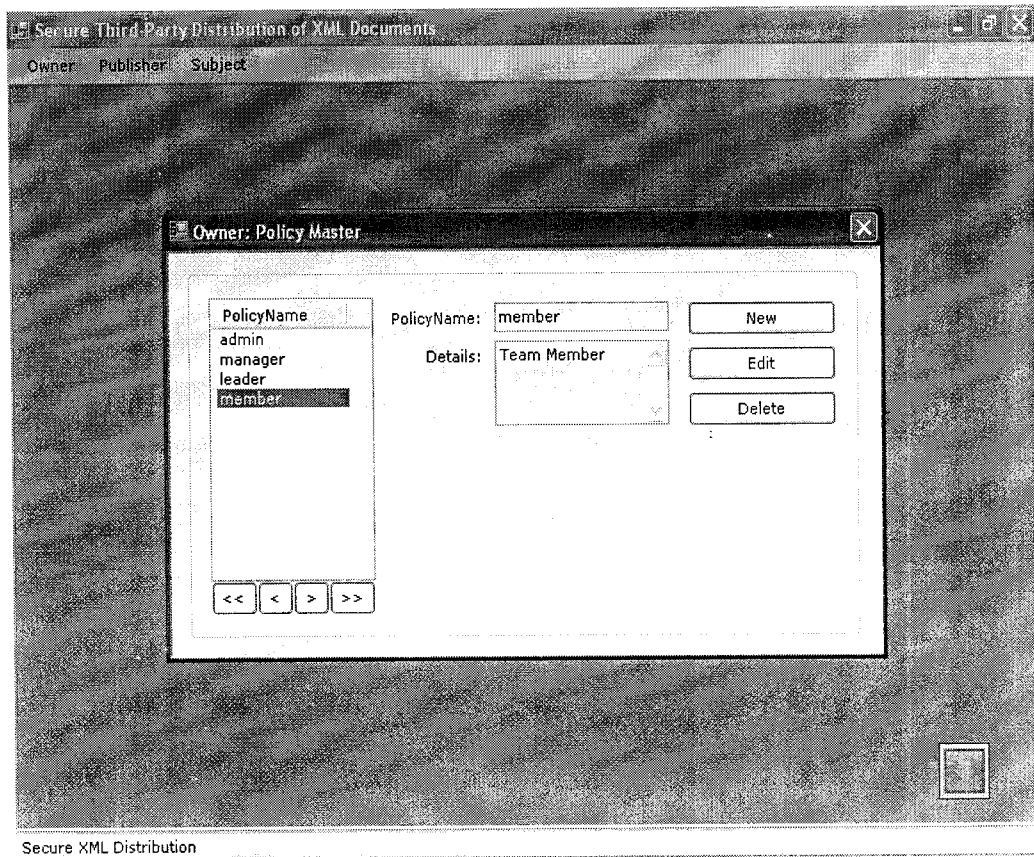 Secure Third-Party Distribution of XML Documents
Owner Publisher Subject
Owner: Policy Master
PolicyName
admin
manager
leader
member
PolicyName: member
Details: Team Member
New
Edit
Delete
<< < > >>
Secure XML Distribution